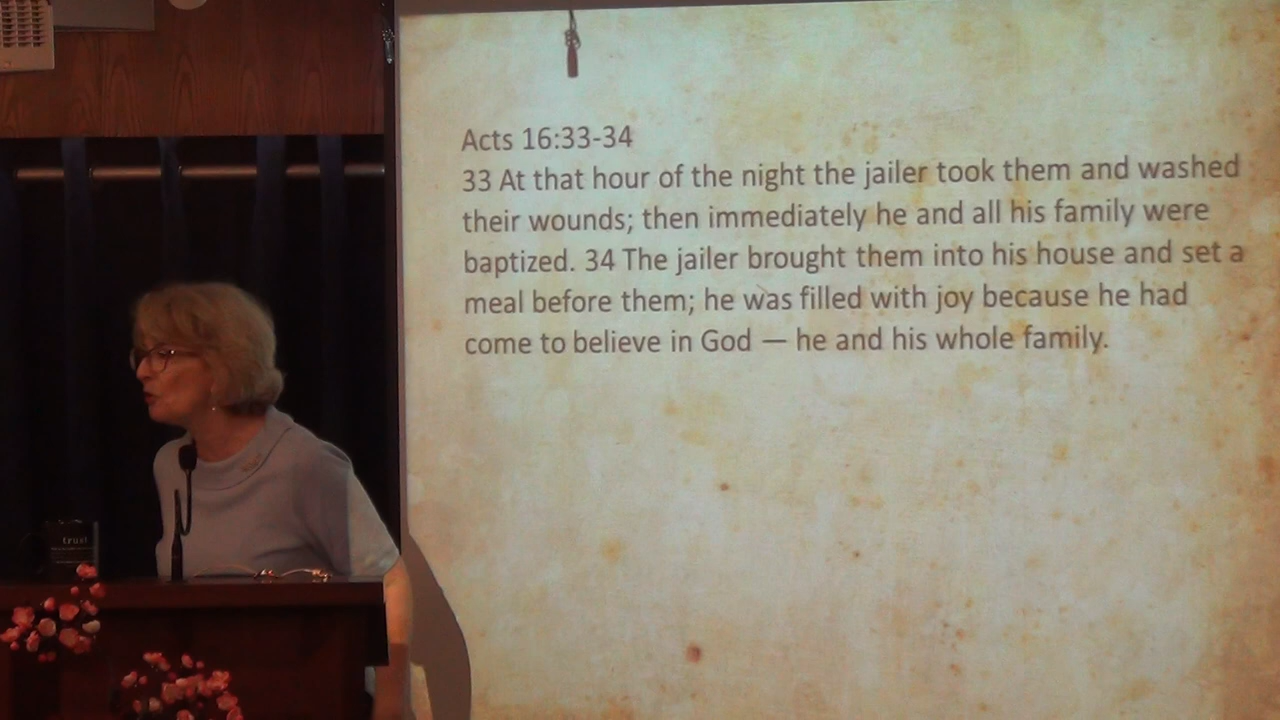 Acts 16:33-34
33 At that hour of the night the jailer took them and washed
their wounds; then immediately he and all his family were
baptized. 34 The jailer brought them into his house and set a
meal before them; he was filled with joy because he had
come to believe in God — he and his whole family.
trust